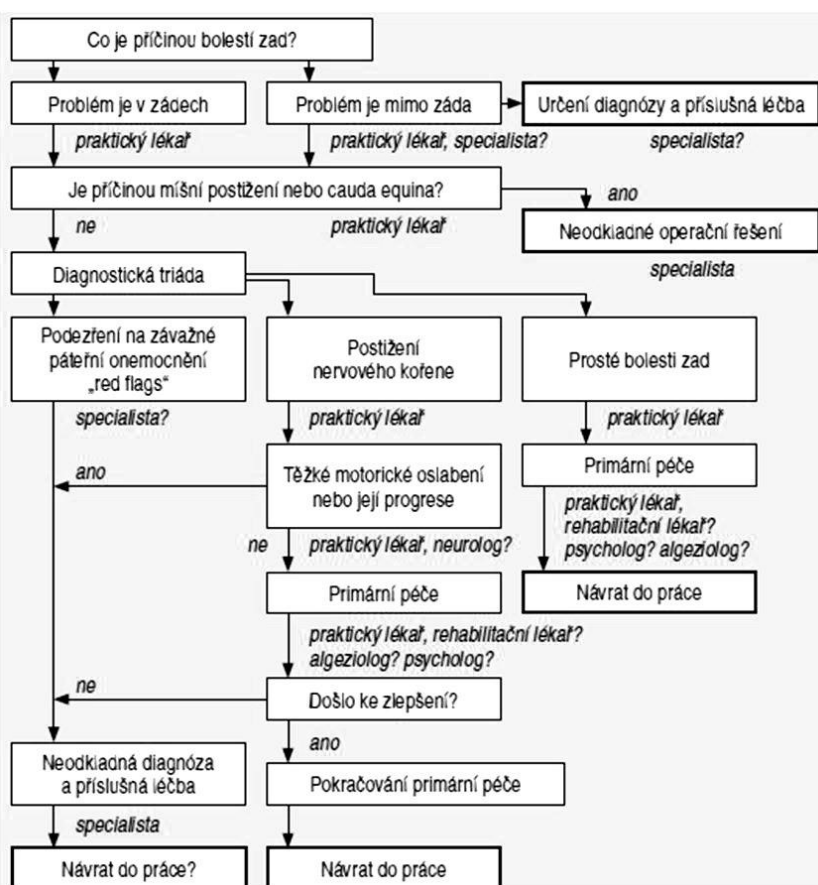 Co je příčinou bolestí zad?
Problém je v zádech
Problém je mimo záda
Určení diagnózy a příslušná léčba
praktický lékař
praktický lékař, specialista?
specialista?
Je příčinou míšní postižení nebo cauda equina?
ano
ne
praktický lékař
Neodkladné operační řešení
specialista
Diagnostická triáda
Podezření na závažné
páteřní onemocnění
„red flags“
Postižení
nervového kořene
Prosté bolesti zad
specialista?
praktický lékař
praktický lékař
ano
Těžké motorické oslabení
nebo její progrese
Primární péče
praktický lékař,
rehabilitační lékař?
psycholog? algeziolog?
ne
praktický lékař, neurolog?
Primární péče
Návrat do práce
praktický lékař, rehabilitační lékař?
algeziolog? psycholog?
ne
Došlo ke zlepšení?
ano
Neodkladná diagnóza
a příslušná léčba
Pokračování primární péče
specialista
Návrat do práce?
Návrat do práce